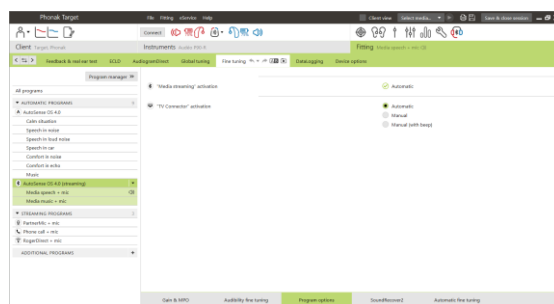 Phonak Target
File Fitting eService Help
Client view Select media... Save & close session
Connect
Client Target, Phonak
Instruments Audéo P90-R
Fitting Media speech + mic
Feedback & real ear test ECLD AudiogramDirect Global tuning Fine tuning DataLogging Device options
Program manager
All programs
AUTOMATIC PROGRAMS
AutoSense OS 4.0
Calm situation
Speech in noise
Speech in loud noise
Speech in car
Comfort in noise
Comfort in echo
Music
AutoSense OS 4.0 (streaming)
Media speech + mic
Media music + mic
STREAMING PROGRAMS
PartnerMic + mic
Phone call + mic
RogerDirect + mic
ADDITIONAL PROGRAMS +
"Media streaming" activation
Automatic
"TV Connector" activation
Automatic
Manual
Manual (with beep)
Gain & MPO Audibility fine tuning Program options SoundRecover2 Automatic fine tuning